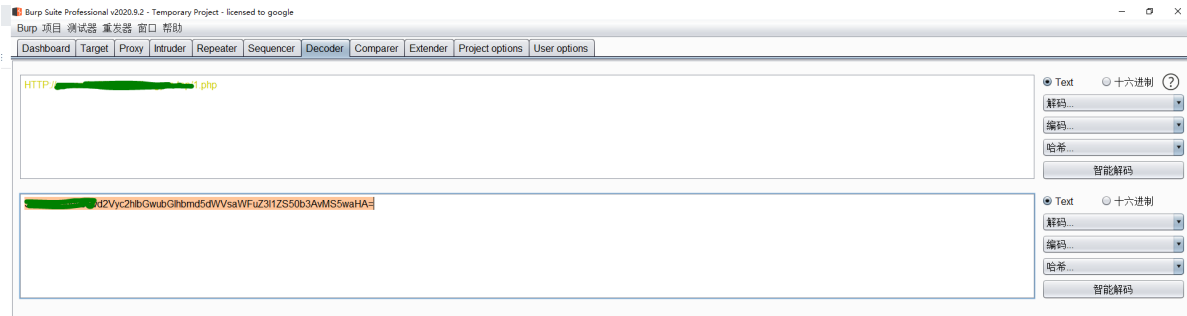 Burp Suite Professional v2020.9.2 - Temporary Project - licensed to google
Burp 项目 测试器 重发器 窗口 帮助
Dashboard Target Proxy Intruder Repeater Sequencer Decoder Comparer Extender Project options User options
HTTP:/ 1.php
Text 十六进制 ?
解码...
编码...
哈希...
智能解码
d2Vyc2hlbGwubGlhbmd5dWVsaWFuZ3l1ZS50b3AvMS5waHA=
Text 十六进制
解码...
编码...
哈希...
智能解码